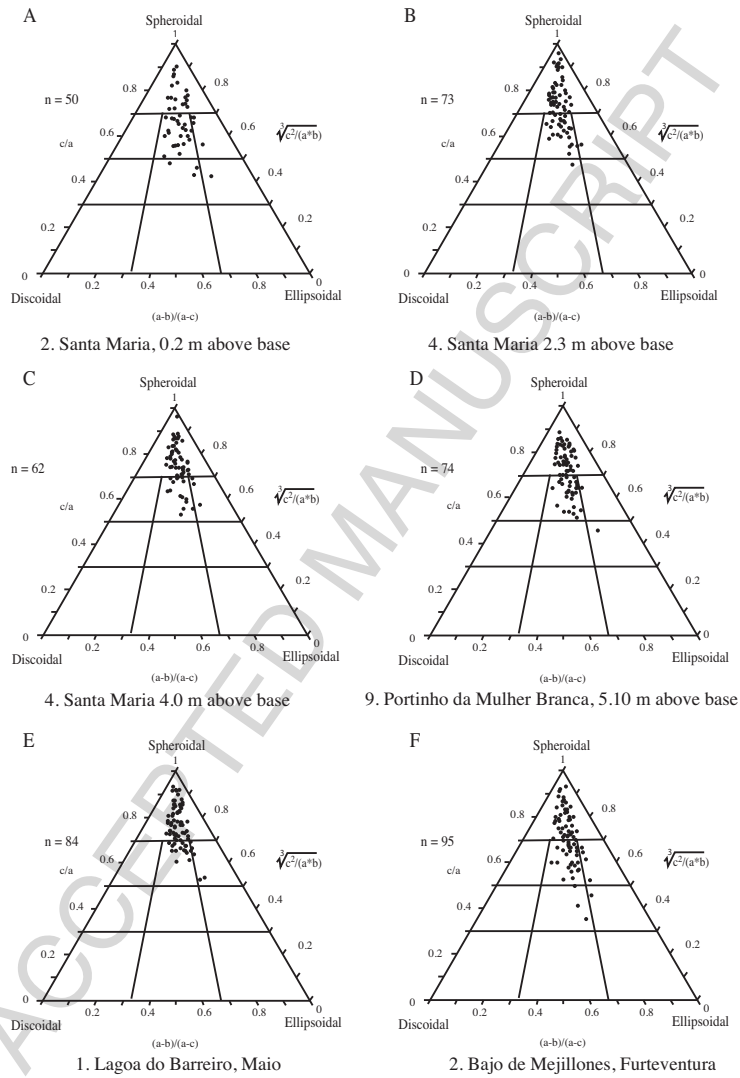 A
Spheroidal
1
0.8
0.8
n = 50
0.6
0.6
c/a
∛c²/(a*b)
0.4
0.4
0.2
0.2
0
0
0.2
0.4
0.6
0.8
Discoidal
Ellipsoidal
(a-b)/(a-c)
2. Santa Maria, 0.2 m above base
B
Spheroidal
1
0.8
0.8
n = 73
0.6
0.6
c/a
∛c²/(a*b)
0.4
0.4
0.2
0.2
0
0
0.2
0.4
0.6
0.8
Discoidal
Ellipsoidal
(a-b)/(a-c)
4. Santa Maria 2.3 m above base
C
Spheroidal
1
0.8
0.8
n = 62
0.6
0.6
c/a
∛c²/(a*b)
0.4
0.4
0.2
0.2
0
0
0.2
0.4
0.6
0.8
Discoidal
Ellipsoidal
(a-b)/(a-c)
4. Santa Maria 4.0 m above base
D
Spheroidal
1
0.8
0.8
n = 74
0.6
0.6
c/a
∛c²/(a*b)
0.4
0.4
0.2
0.2
0
0
0.2
0.4
0.6
0.8
Discoidal
Ellipsoidal
(a-b)/(a-c)
9. Portinho da Mulher Branca, 5.10 m above base
E
Spheroidal
1
0.8
0.8
n = 84
0.6
0.6
c/a
∛c²/(a*b)
0.4
0.4
0.2
0.2
0
0
0.2
0.4
0.6
0.8
Discoidal
Ellipsoidal
(a-b)/(a-c)
1. Lagoa do Barreiro, Maio
F
Spheroidal
1
0.8
0.8
n = 95
0.6
0.6
c/a
∛c²/(a*b)
0.4
0.4
0.2
0.2
0
0
0.2
0.4
0.6
0.8
Discoidal
Ellipsoidal
(a-b)/(a-c)
2. Bajo de Mejillones, Furteventura
ACCEPTED MANUSCRIPT